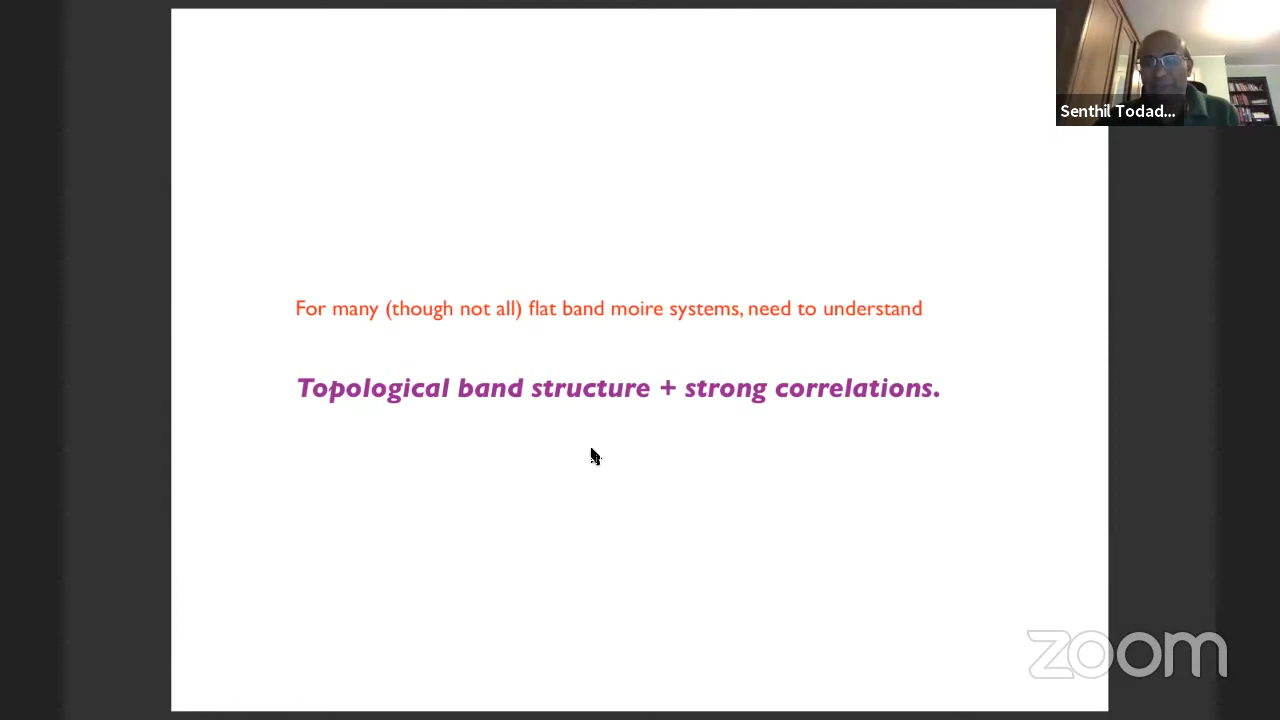 Senthil Todad...
For many (though not all) flat band moire systems, need to understand
Topological band structure + strong correlations.
zoom